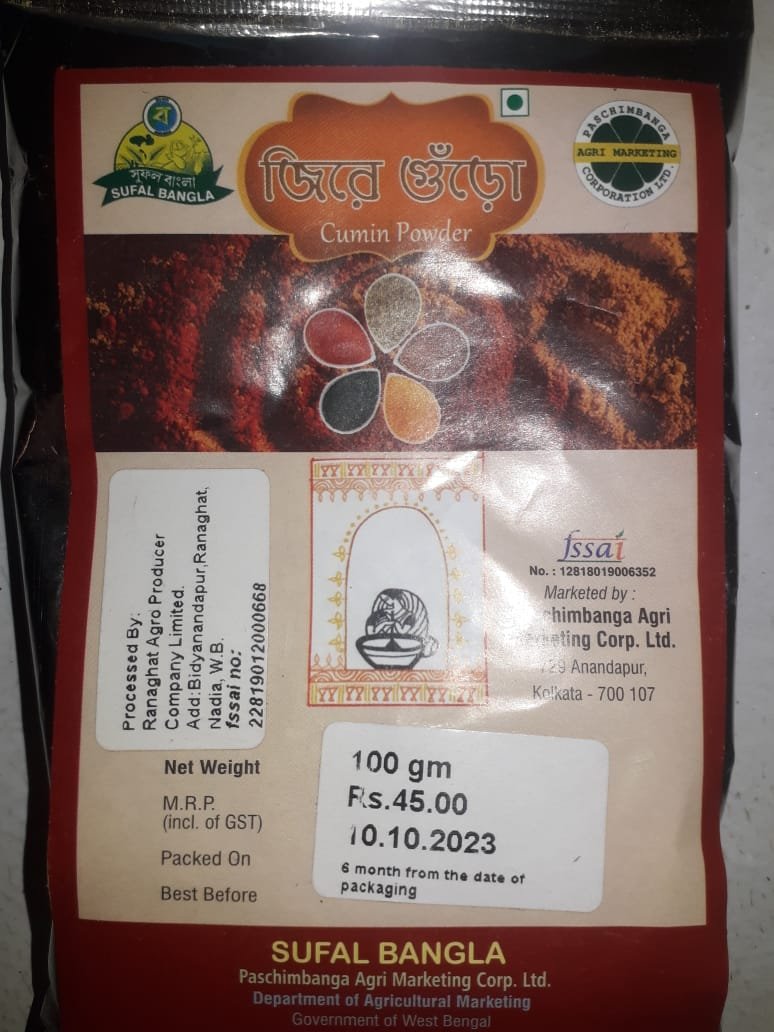 বা
সুফল বাংলা
SUFAL BANGLA
জিরে গুঁড়ো
Cumin Powder
PASCHIMBANGA
AGRI MARKETING
CORPORATION LTD.
Processed By:
Ranaghat Agro Producer
Company Limited.
Add:Bidyanandapur,Ranaghat,
Nadia, W.B.
fssai no:
22819012000668
fssai
No. : 12818019006352
Marketed by :
Agri
Corp. Ltd.
Anandapur,
Kolkata - 700 107
Net Weight
100 gm
M.R.P.
(incl. of GST)
Rs.45.00
Packed On
10.10.2023
Best Before
6 month from the date of
packaging
SUFAL BANGLA
Paschimbanga Agri Marketing Corp. Ltd.
Department of Agricultural Marketing
Government of West Bengal